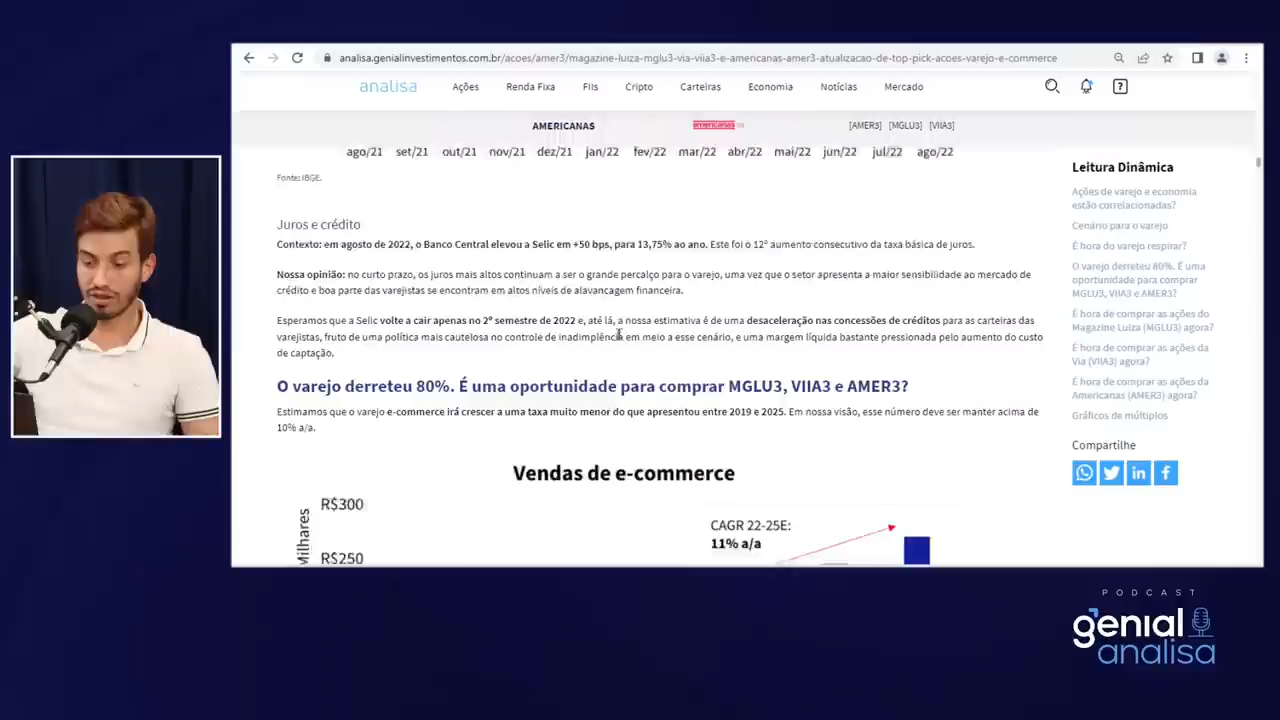 analisa.genialinvestimentos.com.br/acoes/amer3/magazine-luiza-mglu3-via-viia3-e-americanas-amer3-atualizacao-de-top-pick-acoes-varejo-e-commerce
analisa
Ações
Renda Fixa
FIIs
Cripto
Carteiras
Economia
Notícias
Mercado
AMERICANAS
americanas
[AMER3] [MGLU3] [VIIA3]
ago/21 set/21 out/21 nov/21 dez/21 jan/22 fev/22 mar/22 abr/22 mai/22 jun/22 jul/22 ago/22
Fonte: IBGE.
Juros e crédito
Contexto: em agosto de 2022, o Banco Central elevou a Selic em +50 bps, para 13,75% ao ano. Este foi o 12º aumento consecutivo da taxa básica de juros.
Nossa opinião: no curto prazo, os juros mais altos continuam a ser o grande percalço para o varejo, uma vez que o setor apresenta a maior sensibilidade ao mercado de
crédito e boa parte das varejistas se encontram em altos níveis de alavancagem financeira.
Esperamos que a Selic volte a cair apenas no 2º semestre de 2022 e, até lá, a nossa estimativa é de uma desaceleração nas concessões de créditos para as carteiras das
varejistas, fruto de uma política mais cautelosa no controle de inadimplência em meio a esse cenário, e uma margem líquida bastante pressionada pelo aumento do custo
de captação.
O varejo derreteu 80%. É uma oportunidade para comprar MGLU3, VIIA3 e AMER3?
Estimamos que o varejo e-commerce irá crescer a uma taxa muito menor do que apresentou entre 2019 e 2025. Em nossa visão, esse número deve ser manter acima de
10% a/a.
Vendas de e-commerce
R$300
R$250
Milhares
CAGR 22-25E:
11% a/a
Leitura Dinâmica
Ações de varejo e economia
estão correlacionadas?
Cenário para o varejo
É hora do varejo respirar?
O varejo derreteu 80%. É uma
oportunidade para comprar
MGLU3, VIIA3 e AMER3?
É hora de comprar as ações do
Magazine Luiza (MGLU3) agora?
É hora de comprar as ações da
Via (VIIA3) agora?
É hora de comprar as ações da
Americanas (AMER3) agora?
Gráficos de múltiplos
Compartilhe
PODCAST
genial
analisa